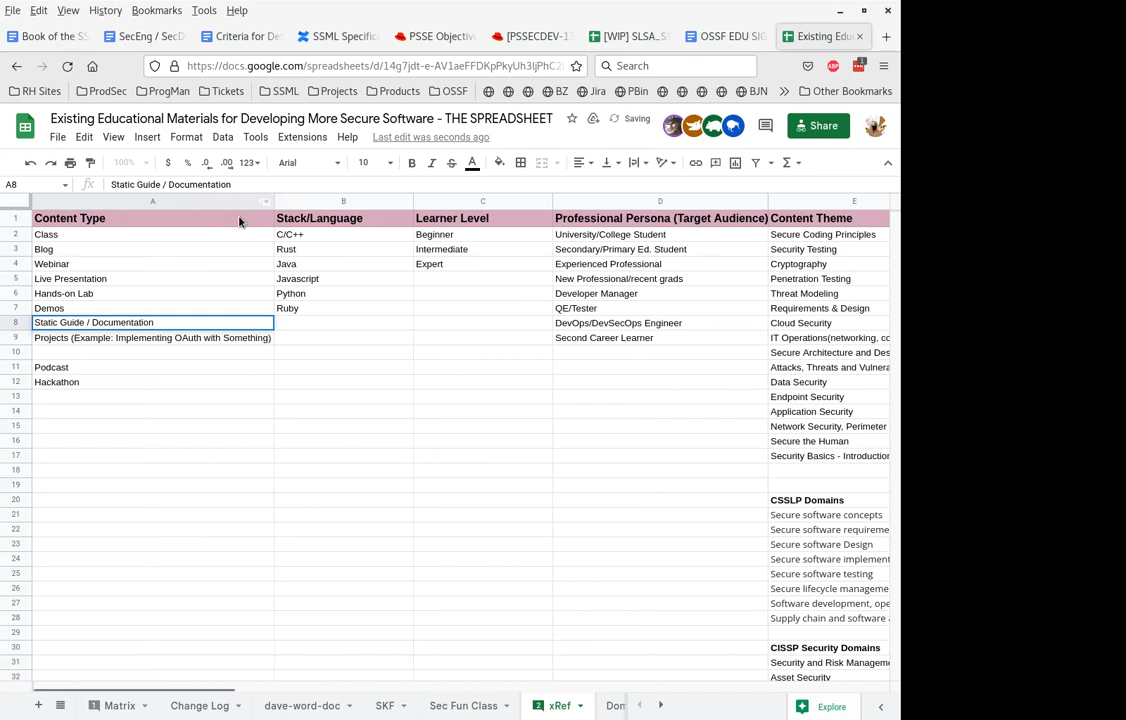 File Edit View History Bookmarks Tools Help
Book of the SS SecEng / SecD Criteria for De SSML Specific PSSE Objectiv [PSSECDEV-1 [WIP] SLSA_S OSSF EDU SIG Existing Edu
https://docs.google.com/spreadsheets/d/14g7jdt-e-AV1aeFFDKpPkyUh3ljPhC2 Search
RH Sites ProdSec ProgMan Tickets SSML Projects Products OSSF BZ Jira PBin BJN Other Bookmarks
Existing Educational Materials for Developing More Secure Software - THE SPREADSHEET Saving Share
File Edit View Insert Format Data Tools Extensions Help Last edit was seconds ago
100% $ % .0 .00 123 Arial 10 B I S A
A8 fx Static Guide / Documentation
A B C D E
1 Content Type Stack/Language Learner Level Professional Persona (Target Audience) Content Theme
2 Class C/C++ Beginner University/College Student Secure Coding Principles
3 Blog Rust Intermediate Secondary/Primary Ed. Student Security Testing
4 Webinar Java Expert Experienced Professional Cryptography
5 Live Presentation Javascript New Professional/recent grads Penetration Testing
6 Hands-on Lab Python Developer Manager Threat Modeling
7 Demos Ruby QE/Tester Requirements & Design
8 Static Guide / Documentation DevOps/DevSecOps Engineer Cloud Security
9 Projects (Example: Implementing OAuth with Something) Second Career Learner IT Operations(networking, co
10 Secure Architecture and Des
11 Podcast Attacks, Threats and Vulnera
12 Hackathon Data Security
13 Endpoint Security
14 Application Security
15 Network Security, Perimeter
16 Secure the Human
17 Security Basics - Introduction
18
19
20 CSSLP Domains
21 Secure software concepts
22 Secure software requireme
23 Secure software Design
24 Secure software implement
25 Secure software testing
26 Secure lifecycle manageme
27 Software development, ope
28 Supply chain and software a
29
30 CISSP Security Domains
31 Security and Risk Manageme
32 Asset Security
+ 1 Matrix Change Log dave-word-doc SKF Sec Fun Class 2 xRef Dom Explore